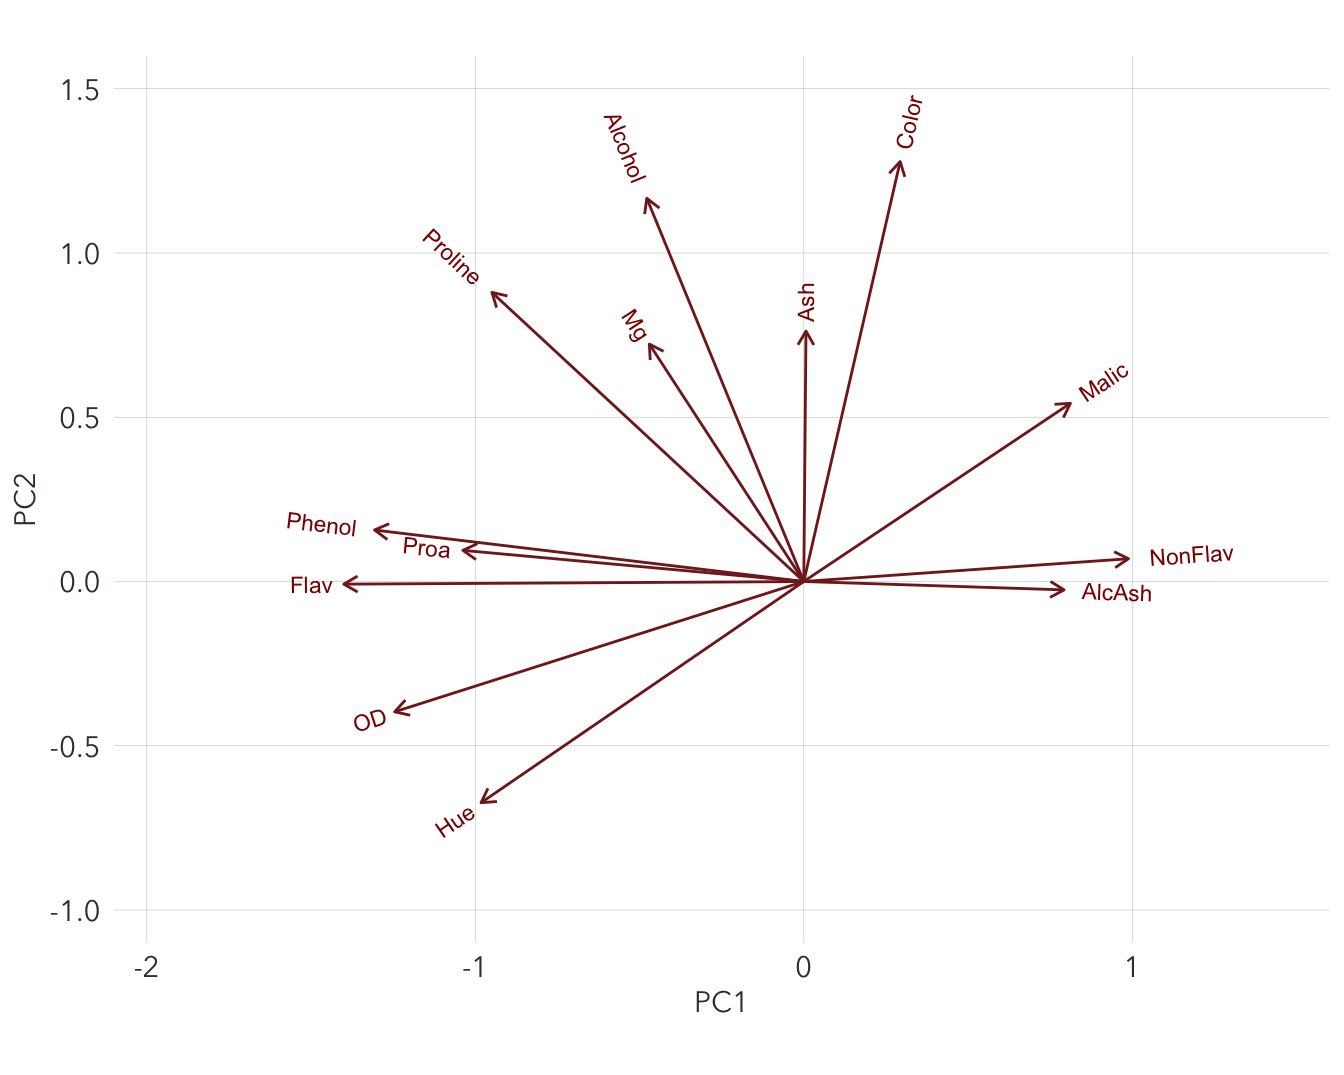 1.5
Color
Alcohol
Proline
1.0
Ash
Mg
Malic
0.5
PC2
Phenol
Proa
NonFlav
0.0
Flav
AlcAsh
OD
-0.5
Hue
-1.0
-2
-1
0
1
PC1